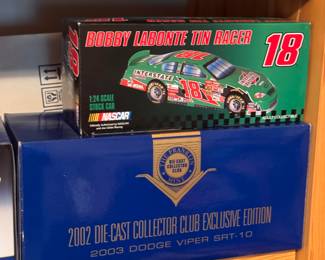 BOBBY LABONTE TIN RACER
18
1:24 SCALE
STOCK CAR
INTERSTATE
18
NASCAR
THE FRANKLIN
MINT
DIE-CAST COLLECTOR
CLUB
2002 DIE-CAST COLLECTOR CLUB EXCLUSIVE EDITION
2003 DODGE VIPER SRT-10